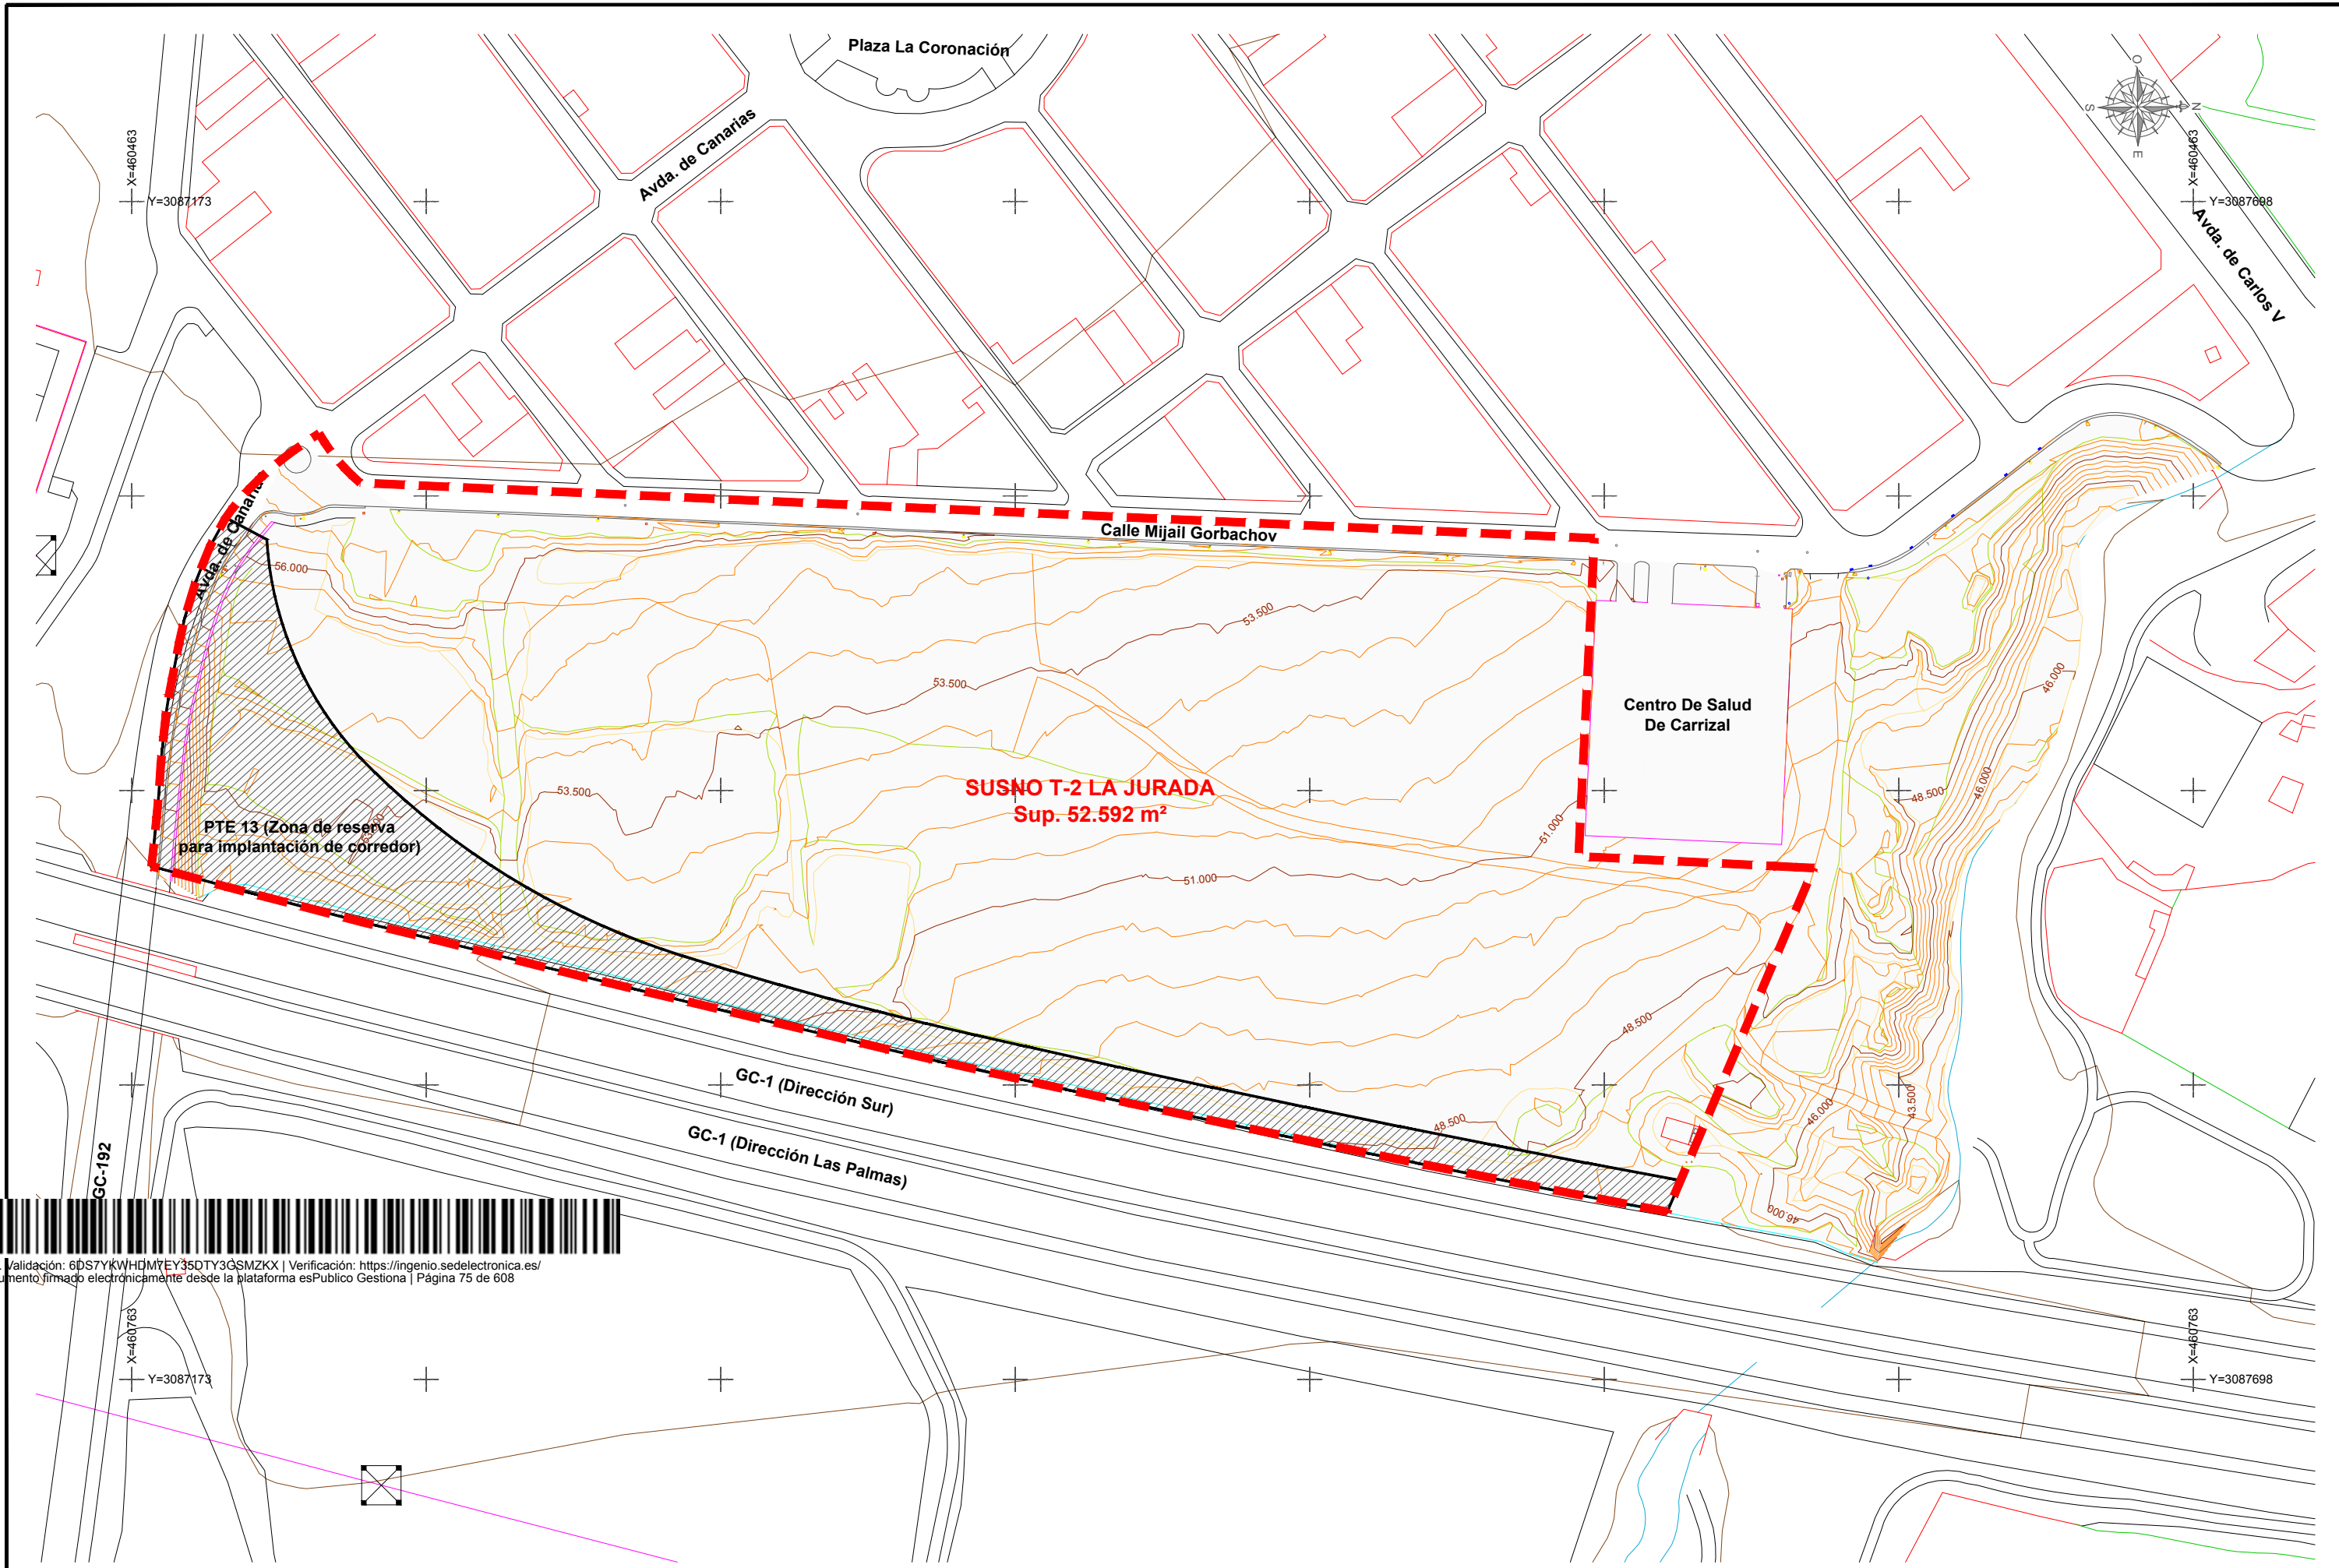 Plaza La Coronación
Avda. de Canarias
O
S
N
E
X=460463
Y=3087173
X=460463
Y=3087698
Avda. de Carlos V
Avda. de Canaria
Calle Mijail Gorbachov
56.000
53.500
53.500
53.500
Centro De Salud
De Carrizal
46.000
46.000
48.500
SUSNO T-2 LA JURADA
Sup. 52.592 m²
PTE 13 (Zona de reserva
para implantación de corredor)
51.000
51.000
48.500
48.500
46.000
43.500
46.000
GC-1 (Dirección Sur)
GC-1 (Dirección Las Palmas)
GC-192
. Validación: 6DS7YKWHDM7EY35DTY3GSMZKX | Verificación: https://ingenio.sedelectronica.es/
umento firmado electrónicamente desde la plataforma esPublico Gestiona | Página 75 de 608
X=460763
Y=3087173
X=460763
Y=3087698